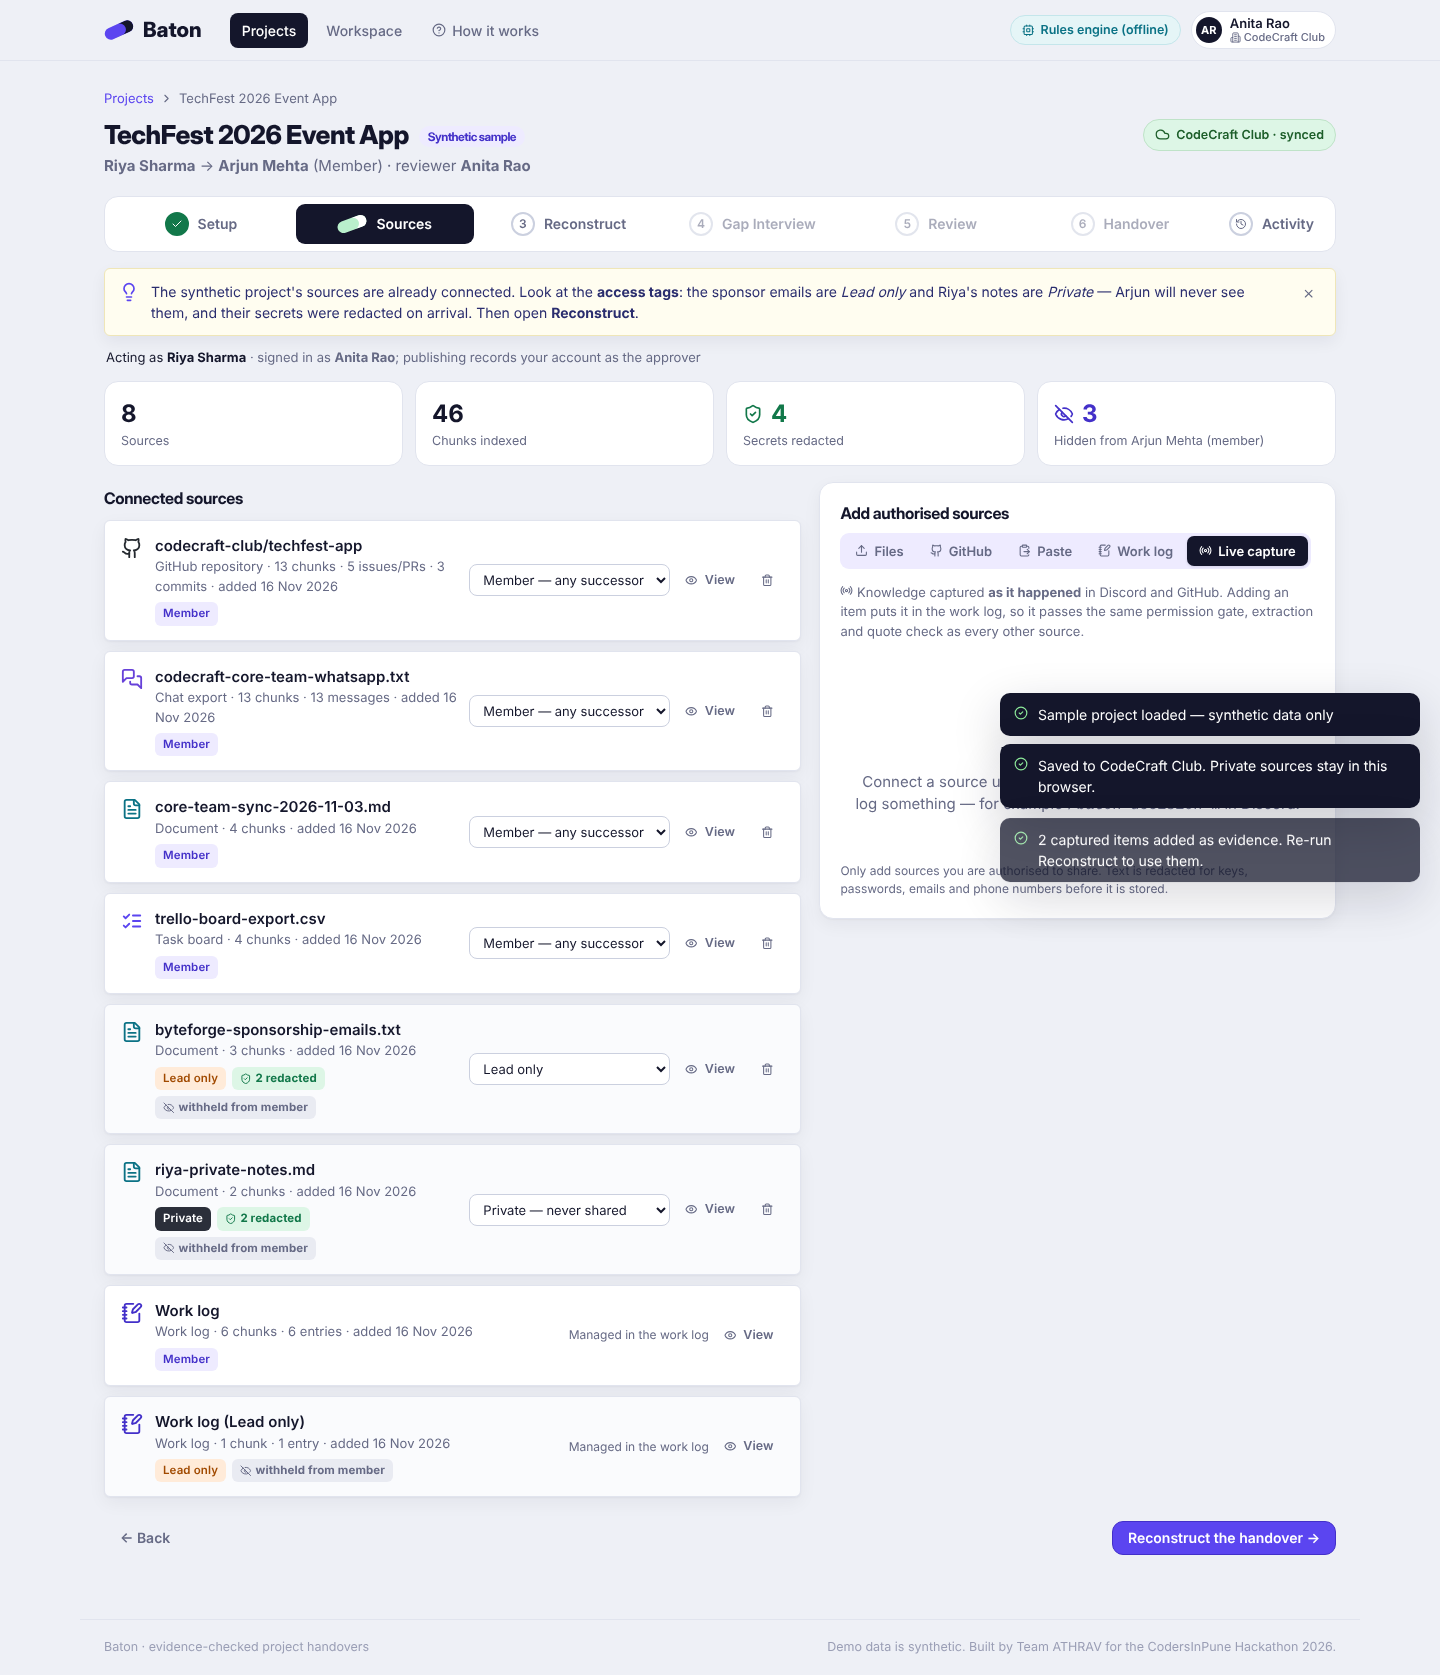 Baton
Projects
Workspace
How it works
Rules engine (offline)
AR
Anita Rao
CodeCraft Club
Projects > TechFest 2026 Event App
TechFest 2026 Event App
Synthetic sample
CodeCraft Club · synced
Riya Sharma → Arjun Mehta (Member) · reviewer Anita Rao
Setup
Sources
3 Reconstruct
4 Gap Interview
5 Review
6 Handover
Activity
The synthetic project's sources are already connected. Look at the access tags: the sponsor emails are Lead only and Riya's notes are Private — Arjun will never see
them, and their secrets were redacted on arrival. Then open Reconstruct.
Acting as Riya Sharma · signed in as Anita Rao; publishing records your account as the approver
8
Sources
46
Chunks indexed
4
Secrets redacted
3
Hidden from Arjun Mehta (member)
Connected sources
codecraft-club/techfest-app
GitHub repository · 13 chunks · 5 issues/PRs · 3
commits · added 16 Nov 2026
Member
Member — any successor
View
codecraft-core-team-whatsapp.txt
Chat export · 13 chunks · 13 messages · added 16
Nov 2026
Member
Member — any successor
View
core-team-sync-2026-11-03.md
Document · 4 chunks · added 16 Nov 2026
Member
Member — any successor
View
trello-board-export.csv
Task board · 4 chunks · added 16 Nov 2026
Member
Member — any successor
View
byteforge-sponsorship-emails.txt
Document · 3 chunks · added 16 Nov 2026
Lead only
2 redacted
withheld from member
Lead only
View
riya-private-notes.md
Document · 2 chunks · added 16 Nov 2026
Private
2 redacted
withheld from member
Private — never shared
View
Work log
Work log · 6 chunks · 6 entries · added 16 Nov 2026
Member
Managed in the work log
View
Work log (Lead only)
Work log · 1 chunk · 1 entry · added 16 Nov 2026
Lead only
withheld from member
Managed in the work log
View
Add authorised sources
Files
GitHub
Paste
Work log
Live capture
Knowledge captured as it happened in Discord and GitHub. Adding an
item puts it in the work log, so it passes the same permission gate, extraction
and quote check as every other source.
Connect a source
log something — for
Sample project loaded — synthetic data only
Saved to CodeCraft Club. Private sources stay in this
browser.
2 captured items added as evidence. Re-run
Reconstruct to use them.
Only add sources you are authorised to share. Text is redacted for keys,
passwords, emails and phone numbers before it is stored.
← Back
Reconstruct the handover →
Baton · evidence-checked project handovers
Demo data is synthetic. Built by Team ATHRAV for the CodersInPune Hackathon 2026.